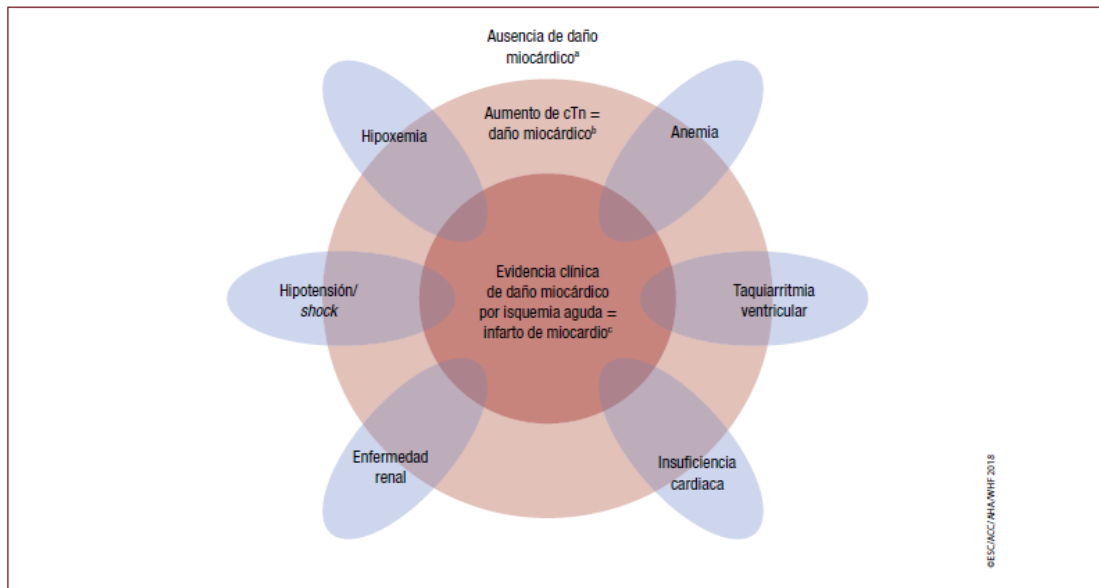 Ausencia de daño
miocárdicoᵃ
Aumento de cTn =
daño miocárdicoᵇ
Hipoxemia
Anemia
Hipotensión/
shock
Evidencia clínica
de daño miocárdico
por isquemia aguda =
infarto de miocardioᶜ
Taquiarritmia
ventricular
Enfermedad
renal
Insuficiencia
cardiaca
©ESC/ACC/AHA/WHF 2018